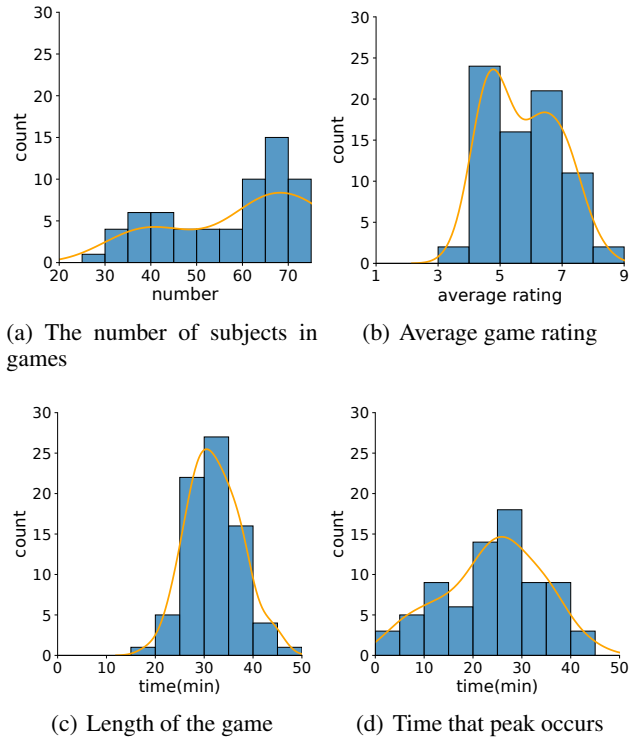 30
25
20
15
10
5
0
count
20 30 40 50 60 70
number
(a) The number of subjects in
games
30
25
20
15
10
5
0
count
1 3 5 7 9
average rating
(b) Average game rating
30
25
20
15
10
5
0
count
0 10 20 30 40 50
time(min)
(c) Length of the game
30
25
20
15
10
5
0
count
0 10 20 30 40 50
time(min)
(d) Time that peak occurs